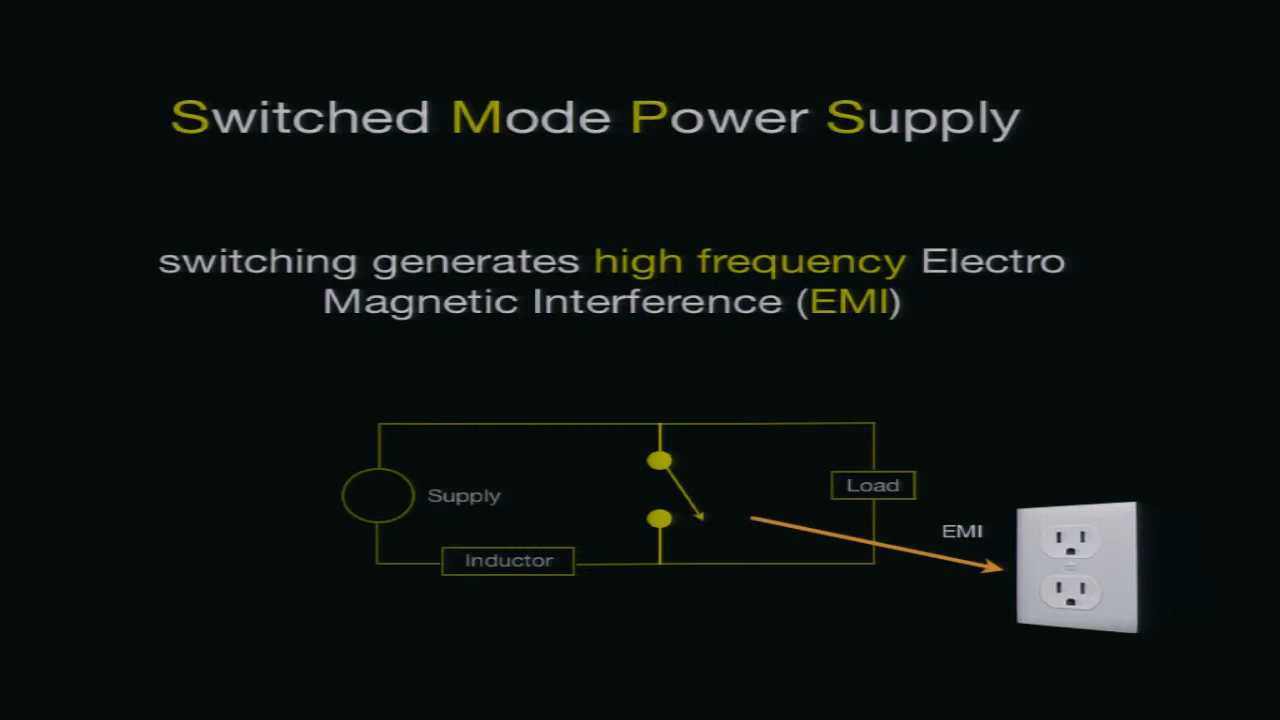 Switched Mode Power Supply
switching generates high frequency Electro
Magnetic Interference (EMI)
Supply
Load
EMI
Inductor